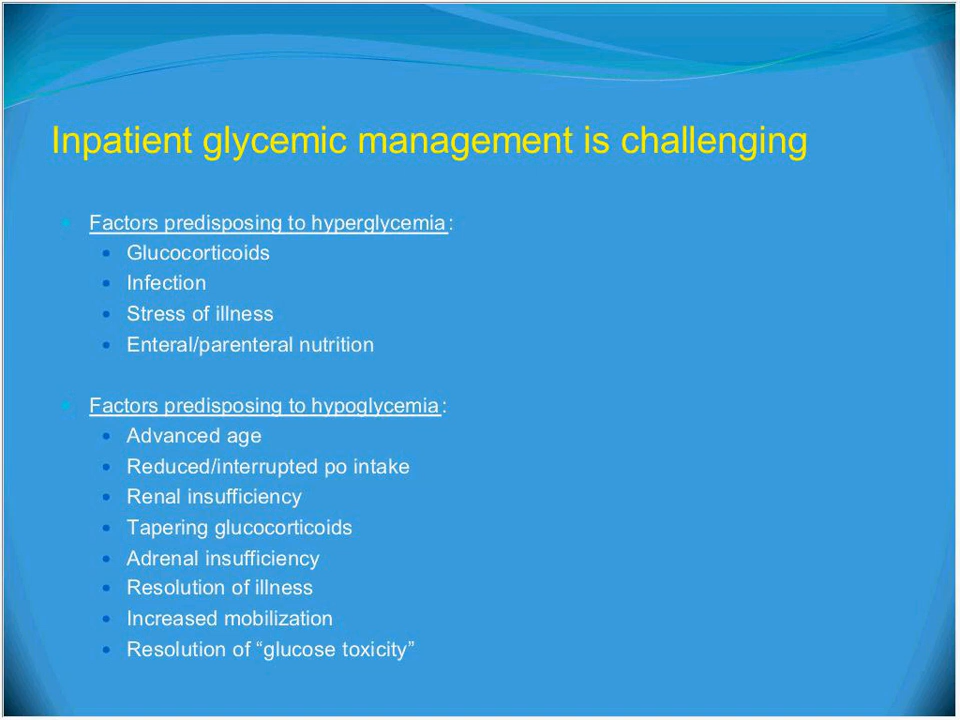 Inpatient glycemic management is challenging
Factors predisposing to hyperglycemia:
Glucocorticoids
Infection
Stress of illness
Enteral/parenteral nutrition
Factors predisposing to hypoglycemia:
Advanced age
Reduced/interrupted po intake
Renal insufficiency
Tapering glucocorticoids
Adrenal insufficiency
Resolution of illness
Increased mobilization
Resolution of “glucose toxicity”